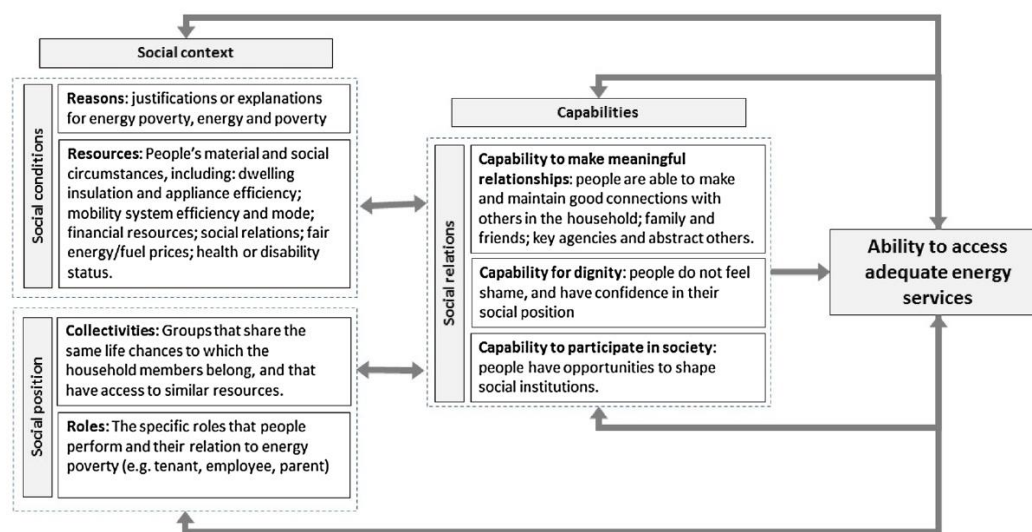 Social context
Social conditions
Reasons: justifications or explanations
for energy poverty, energy and poverty
Resources: People's material and social
circumstances, including: dwelling
insulation and appliance efficiency;
mobility system efficiency and mode;
financial resources; social relations; fair
energy/fuel prices; health or disability
status.
Social position
Collectivities: Groups that share the
same life chances to which the
household members belong, and that
have access to similar resources.
Roles: The specific roles that people
perform and their relation to energy
poverty (e.g. tenant, employee, parent)
Capabilities
Social relations
Capability to make meaningful
relationships: people are able to make
and maintain good connections with
others in the household; family and
friends; key agencies and abstract others.
Capability for dignity: people do not feel
shame, and have confidence in their
social position
Capability to participate in society:
people have opportunities to shape
social institutions.
Ability to access
adequate energy
services